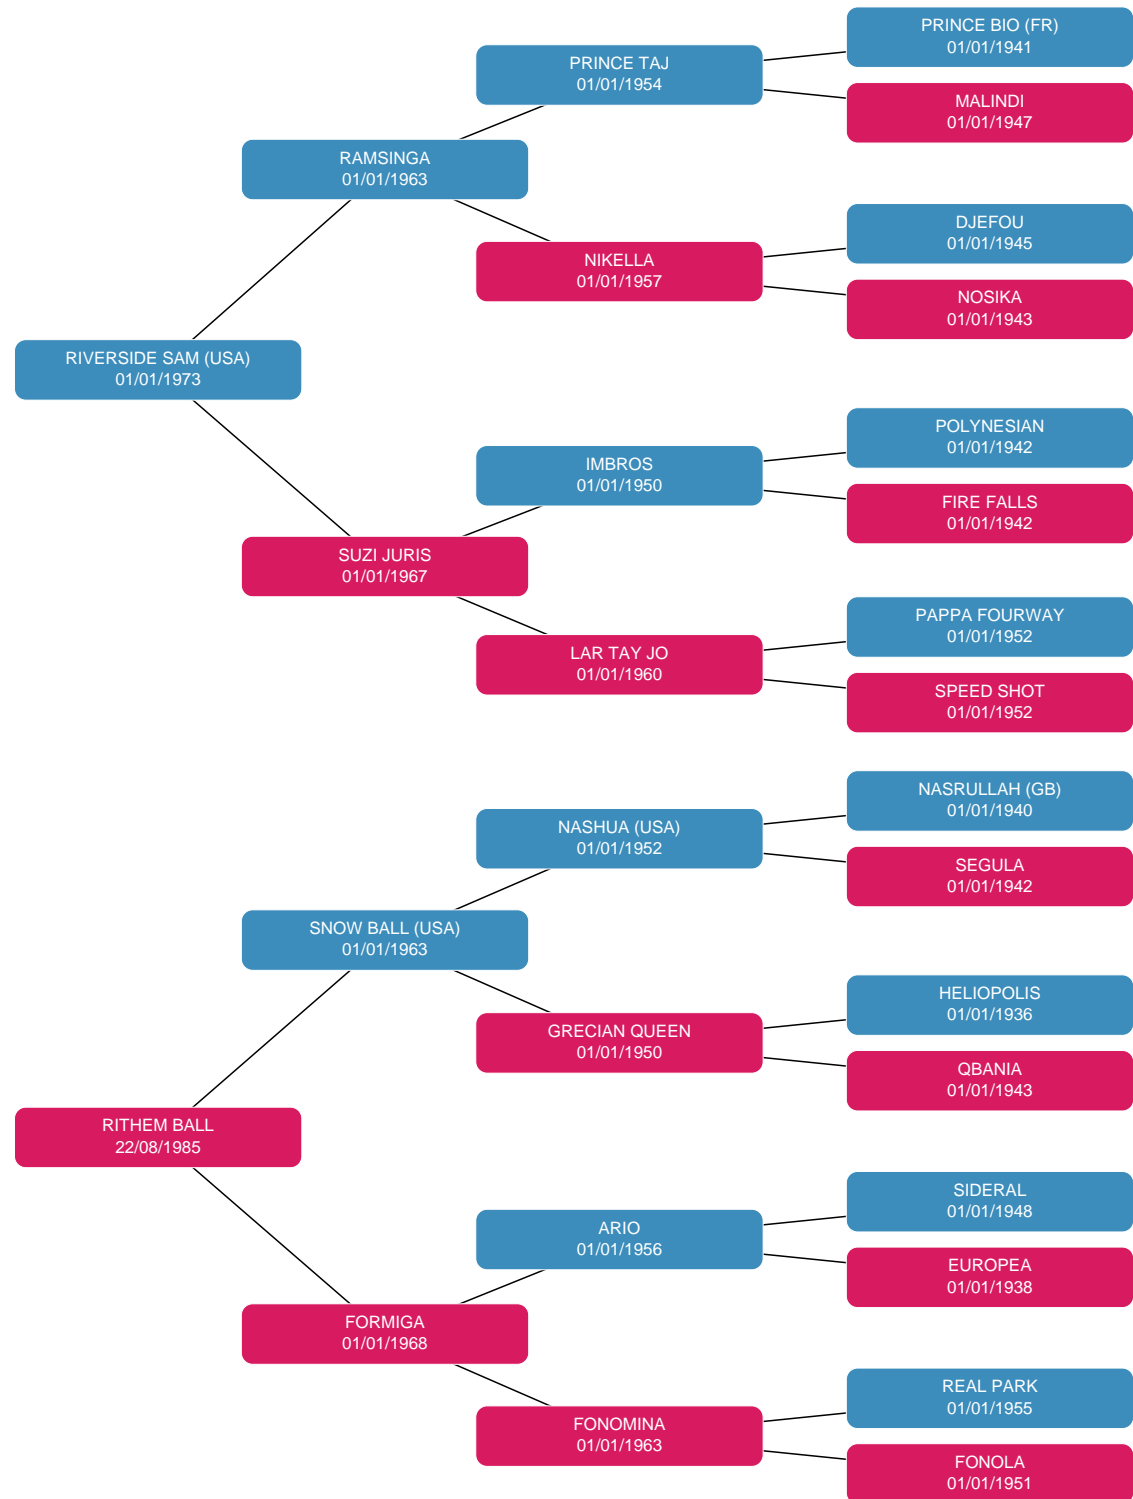 PRINCE BIO (FR)
01/01/1941
PRINCE TAJ
01/01/1954
MALINDI
01/01/1947
RAMSINGA
01/01/1963
DJEFOU
01/01/1945
NIKELLA
01/01/1957
NOSIKA
01/01/1943
RIVERSIDE SAM (USA)
01/01/1973
POLYNESIAN
01/01/1942
IMBROS
01/01/1950
FIRE FALLS
01/01/1942
SUZI JURIS
01/01/1967
PAPPA FOURWAY
01/01/1952
LAR TAY JO
01/01/1960
SPEED SHOT
01/01/1952
NASRULLAH (GB)
01/01/1940
NASHUA (USA)
01/01/1952
SEGULA
01/01/1942
SNOW BALL (USA)
01/01/1963
HELIOPOLIS
01/01/1936
GRECIAN QUEEN
01/01/1950
QBANIA
01/01/1943
RITHEM BALL
22/08/1985
SIDERAL
01/01/1948
ARIO
01/01/1956
EUROPEA
01/01/1938
FORMIGA
01/01/1968
REAL PARK
01/01/1955
FONOMINA
01/01/1963
FONOLA
01/01/1951